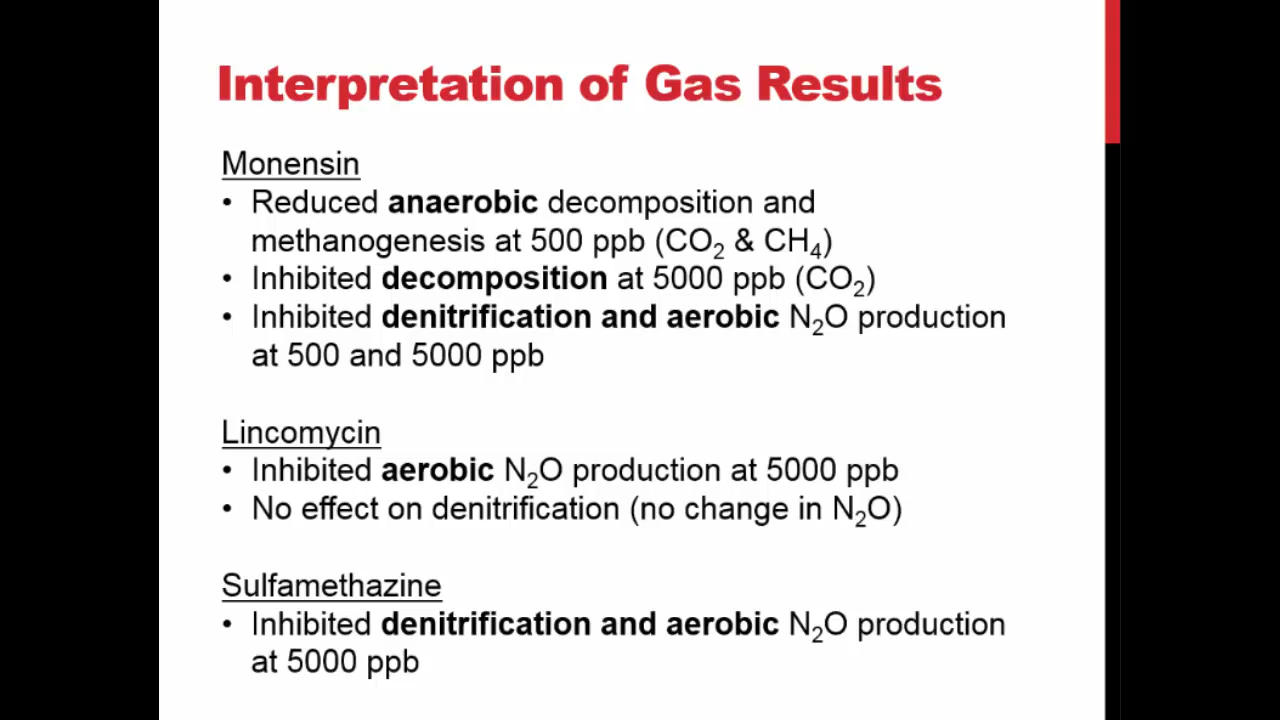 Interpretation of Gas Results
Monensin
• Reduced anaerobic decomposition and
methanogenesis at 500 ppb (CO₂ & CH₄)
• Inhibited decomposition at 5000 ppb (CO₂)
• Inhibited denitrification and aerobic N₂O production
at 500 and 5000 ppb
Lincomycin
• Inhibited aerobic N₂O production at 5000 ppb
• No effect on denitrification (no change in N₂O)
Sulfamethazine
• Inhibited denitrification and aerobic N₂O production
at 5000 ppb